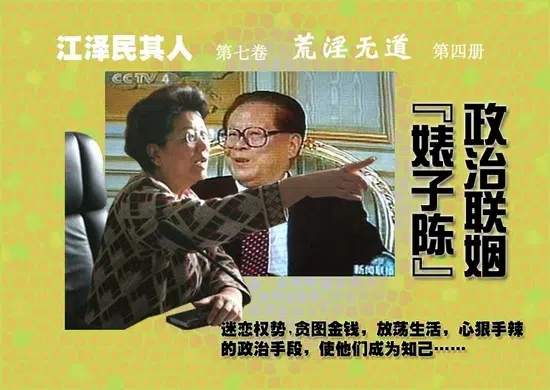 江泽民其人 第七卷 荒淫无道 第四册
CCTV 4
政治联姻
『婊子陈』
新闻联播
迷恋权势，贪图金钱，放荡生活，心狠手辣
的政治手段，使他们成为知己……